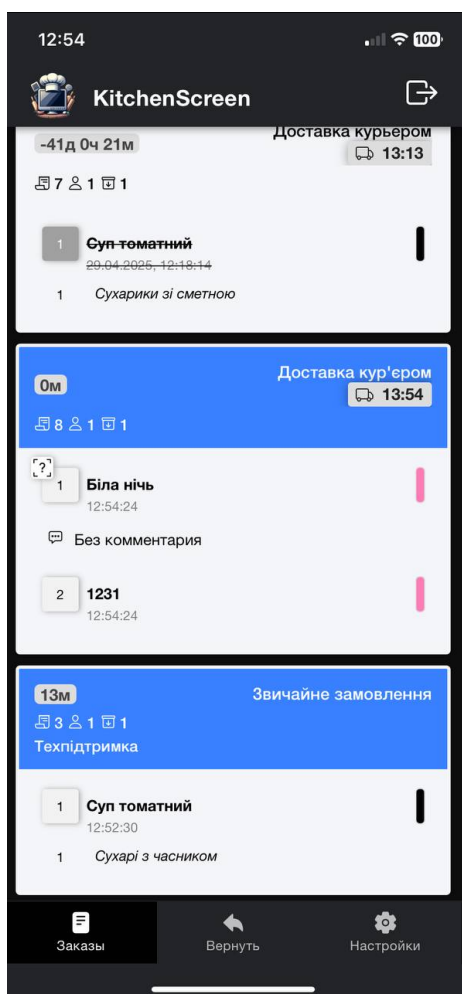 12:54
100
KitchenScreen
-41д 0ч 21м
Доставка курьером
13:13
7 1 1
1 Суп томатний
29.04.2025, 12:18:14
1 Сухарики зі сметною
0м
Доставка кур'єром
13:54
8 1 1
[?]
1 Біла нічь
12:54:24
Без комментария
2 1231
12:54:24
13м
Звичайне замовлення
3 1 1
Техпідтримка
1 Суп томатний
12:52:30
1 Сухарі з часником
Заказы Вернуть Настройки